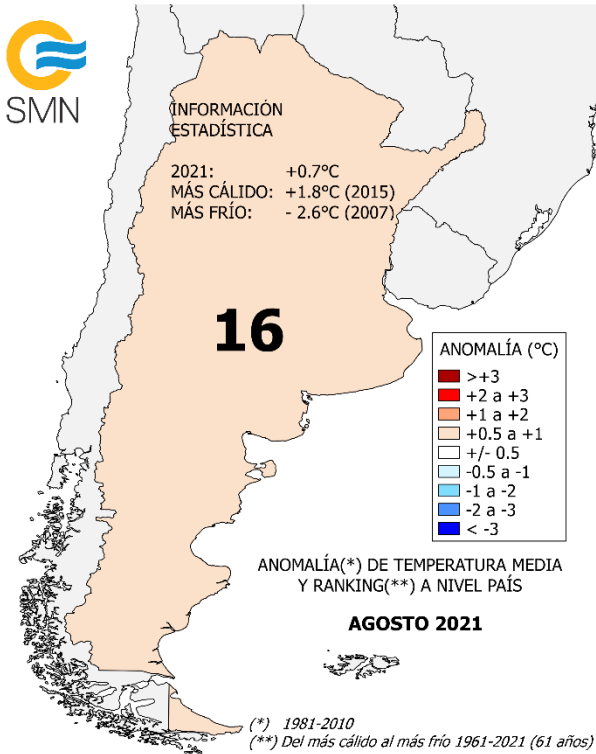 SMN
INFORMACIÓN
ESTADÍSTICA
2021: +0.7°C
MÁS CÁLIDO: +1.8°C (2015)
MÁS FRÍO: - 2.6°C (2007)
16
ANOMALÍA (°C)
>+3
+2 a +3
+1 a +2
+0.5 a +1
+/- 0.5
-0.5 a -1
-1 a -2
-2 a -3
< -3
ANOMALÍA(*) DE TEMPERATURA MEDIA
Y RANKING(**) A NIVEL PAÍS
AGOSTO 2021
(*) 1981-2010
(**) Del más cálido al más frío 1961-2021 (61 años)